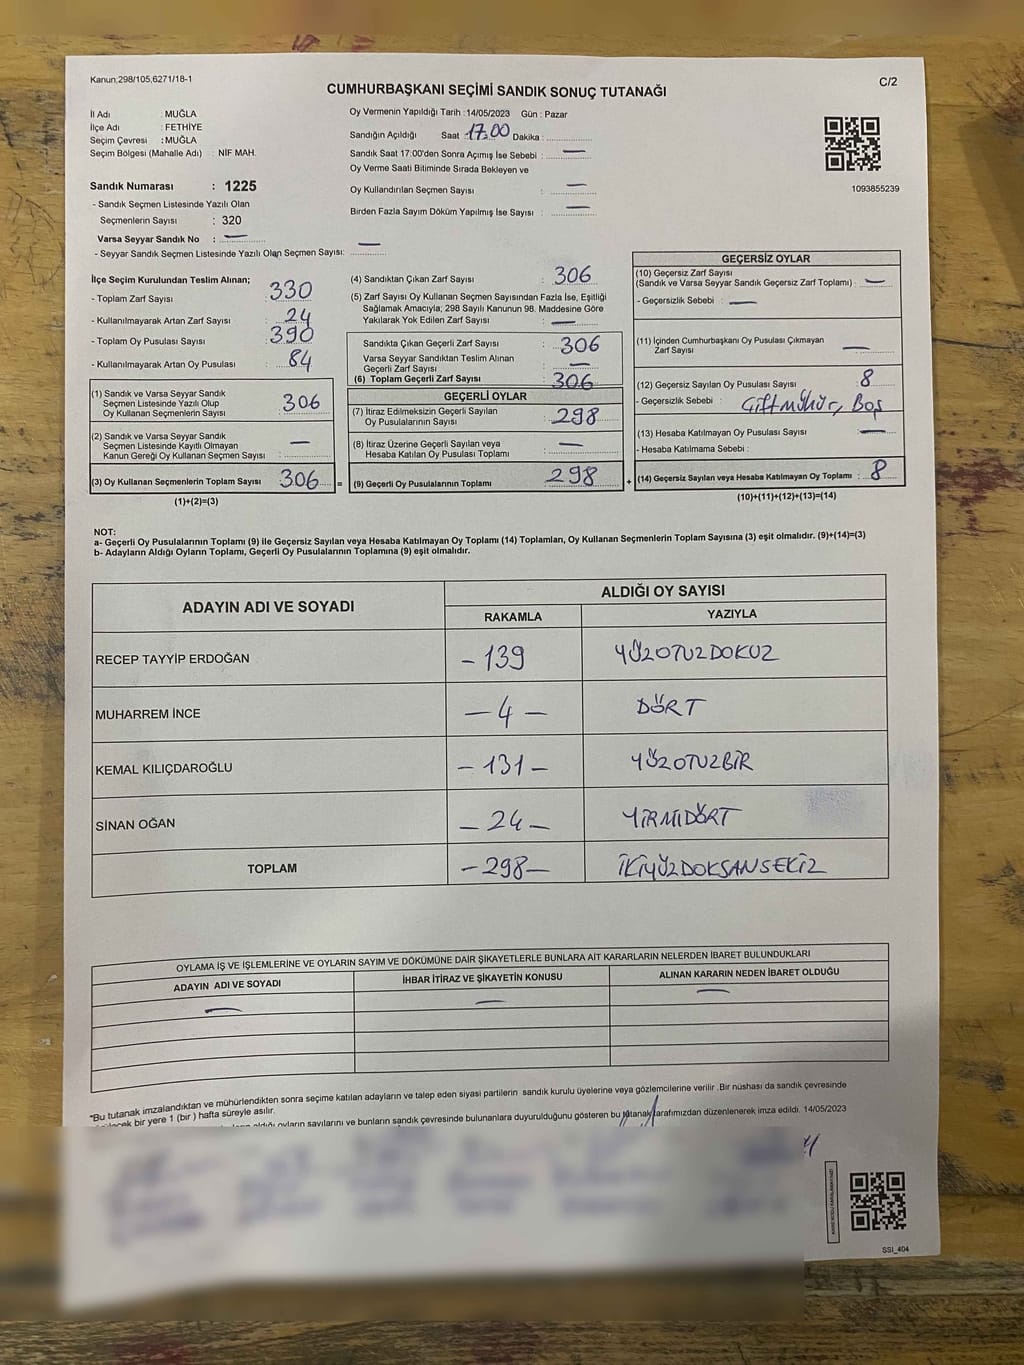 Kanun:298/105,6271/18-1
C/2
CUMHURBAŞKANI SEÇİMİ SANDIK SONUÇ TUTANAĞI
İl Adı : MUĞLA
İlçe Adı : FETHİYE
Seçim Çevresi : MUĞLA
Seçim Bölgesi (Mahalle Adı) : NİF MAH.
Sandık Numarası : 1225
- Sandık Seçmen Listesinde Yazılı Olan
Seçmenlerin Sayısı : 320
Varsa Seyyar Sandık No : —
- Seyyar Sandık Seçmen Listesinde Yazılı Olan Seçmen Sayısı: —
Oy Vermenin Yapıldığı Tarih :14/05/2023 Gün : Pazar
Sandığın Açıldığı Saat 17.00 Dakika :
Sandık Saat 17:00'den Sonra Açımış İse Sebebi : —
Oy Verme Saati Bitiminde Sırada Bekleyen ve
Oy Kullandırılan Seçmen Sayısı : —
Birden Fazla Sayım Döküm Yapılmış İse Sayısı : —
1093855239
İlçe Seçim Kurulundan Teslim Alınan;
- Toplam Zarf Sayısı : 330
- Kullanılmayarak Artan Zarf Sayısı : 24
- Toplam Oy Pusulası Sayısı : 390
- Kullanılmayarak Artan Oy Pusulası : 84
(1) Sandık ve Varsa Seyyar Sandık
Seçmen Listesinde Yazılı Olup
Oy Kullanan Seçmenlerin Sayısı : 306
(2) Sandık ve Varsa Seyyar Sandık
Seçmen Listesinde Kayıtlı Olmayan
Kanun Gereği Oy Kullanan Seçmen Sayısı : —
(3) Oy Kullanan Seçmenlerin Toplam Sayısı : 306 =
(1)+(2)=(3)
(4) Sandıktan Çıkan Zarf Sayısı : 306
(5) Zarf Sayısı Oy Kullanan Seçmen Sayısından Fazla İse, Eşitliği
Sağlamak Amacıyla; 298 Sayılı Kanunun 98. Maddesine Göre
Yakılarak Yok Edilen Zarf Sayısı : —
Sandıkta Çıkan Geçerli Zarf Sayısı : 306
Varsa Seyyar Sandıktan Teslim Alınan
Geçerli Zarf Sayısı : —
(6) Toplam Geçerli Zarf Sayısı : 306
GEÇERLİ OYLAR
(7) İtiraz Edilmeksizin Geçerli Sayılan
Oy Pusulalarının Sayısı : 298
(8) İtiraz Üzerine Geçerli Sayılan veya
Hesaba Katılan Oy Pusulası Toplamı : —
(9) Geçerli Oy Pusulalarının Toplamı : 298 +
GEÇERSİZ OYLAR
(10) Geçersiz Zarf Sayısı
(Sandık ve Varsa Seyyar Sandık Geçersiz Zarf Toplamı) : —
- Geçersizlik Sebebi : —
(11) İçinden Cumhurbaşkanı Oy Pusulası Çıkmayan
Zarf Sayısı : —
(12) Geçersiz Sayılan Oy Pusulası Sayısı : 8
- Geçersizlik Sebebi : Çift mühür, Boş
(13) Hesaba Katılmayan Oy Pusulası Sayısı : —
- Hesaba Katılmama Sebebi :
(14) Geçersiz Sayılan veya Hesaba Katılmayan Oy Toplamı : 8
(10)+(11)+(12)+(13)=(14)
NOT:
a- Geçerli Oy Pusulalarının Toplamı (9) ile Geçersiz Sayılan veya Hesaba Katılmayan Oy Toplamı (14) Toplamları, Oy Kullanan Seçmenlerin Toplam Sayısına (3) eşit olmalıdır. (9)+(14)=(3)
b- Adayların Aldığı Oyların Toplamı, Geçerli Oy Pusulalarının Toplamına (9) eşit olmalıdır.
ADAYIN ADI VE SOYADI
ALDIĞI OY SAYISI
RAKAMLA YAZIYLA
RECEP TAYYİP ERDOĞAN - 139 YÜZOTUZDOKUZ
MUHARREM İNCE - 4 - DÖRT
KEMAL KILIÇDAROĞLU - 131 - YÜZOTUZBİR
SİNAN OĞAN - 24 - YİRMİDÖRT
TOPLAM - 298 - İKİYÜZDOKSANSEKİZ
OYLAMA İŞ VE İŞLEMLERİNE VE OYLARIN SAYIM VE DÖKÜMÜNE DAİR ŞİKAYETLERLE BUNLARA AİT KARARLARIN NELERDEN İBARET BULUNDUKLARI
ADAYIN ADI VE SOYADI İHBAR İTİRAZ VE ŞİKAYETİN KONUSU ALINAN KARARIN NEDEN İBARET OLDUĞU
— — —
*Bu tutanak imzalandıktan ve mühürlendikten sonra seçime katılan adayların ve talep eden siyasi partilerin sandık kurulu üyelerine veya gözlemcilerine verilir .Bir nüshası da sandık çevresinde
bir yere 1 (bir ) hafta süreyle asılır.
aldığı oyların sayılarını ve bunların sandık çevresinde bulunanlara duyurulduğunu gösteren bu tutanak tarafımızdan düzenlenerek imza edildi. 14/05/2023
SSI_404